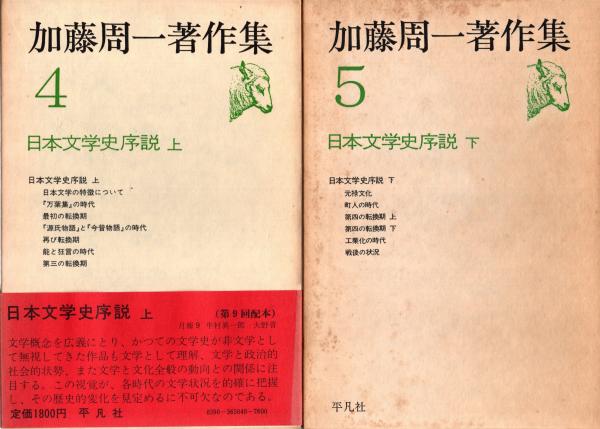 加藤周一著作集
4
日本文学史序説 上
日本文学史序説 上
日本文学の特徴について
『万葉集』の時代
最初の転換期
『源氏物語』と『今昔物語』の時代
再び転換期
能と狂言の時代
第三の転換期
日本文学史序説 上
(第9回配本)
月報9 中村真一郎 大野晋
文学概念を広義にとり、かつての文学史が非文学とし
て無視してきた作品も文学として理解、文学と政治的
社会的状勢、また文学と文化全般の動向との関係に注
目する。この視覚が、各時代の文学状況を的確に把握
し、その歴史的変化を見定めるに不可欠なのである。
定価1800円 平凡社
0390-365040-7600
加藤周一著作集
5
日本文学史序説 下
日本文学史序説 下
元禄文化
町人の時代
第四の転換期 上
第四の転換期 下
工業化の時代
戦後の状況
平凡社